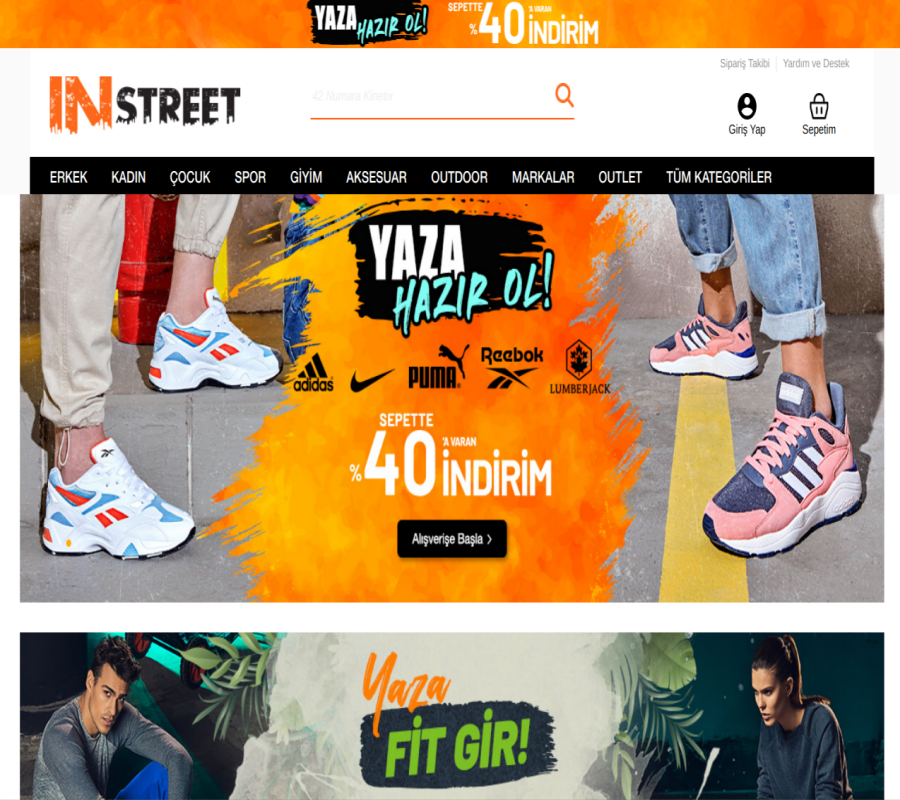 YAZA
HAZIR OL!
SEPETTE
%40 'A VARAN
İNDİRİM
Sipariş Takibi
Yardım ve Destek
INSTREET
42 Numara Kinetix
Giriş Yap
Sepetim
ERKEK KADIN ÇOCUK SPOR GİYİM AKSESUAR OUTDOOR MARKALAR OUTLET TÜM KATEGORİLER
YAZA
HAZIR OL!
adidas PUMA Reebok LUMBERJACK
SEPETTE
%40 'A VARAN
İNDİRİM
Alışverişe Başla
Yaza
FİT GİR!